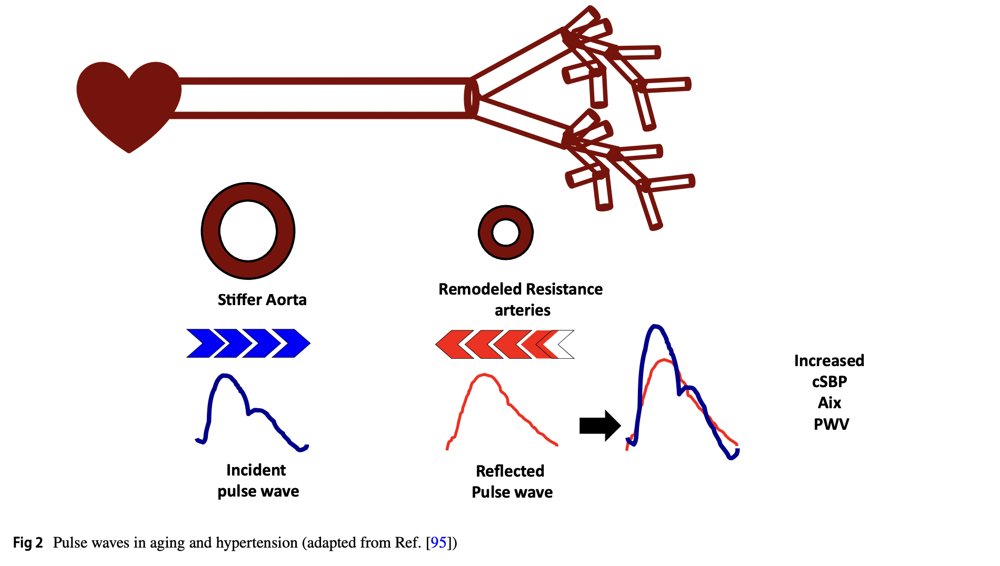 Stiffer Aorta
Remodeled Resistance
arteries
Incident
pulse wave
Reflected
Pulse wave
Increased
cSBP
Aix
PWV
Fig 2 Pulse waves in aging and hypertension (adapted from Ref. [95])